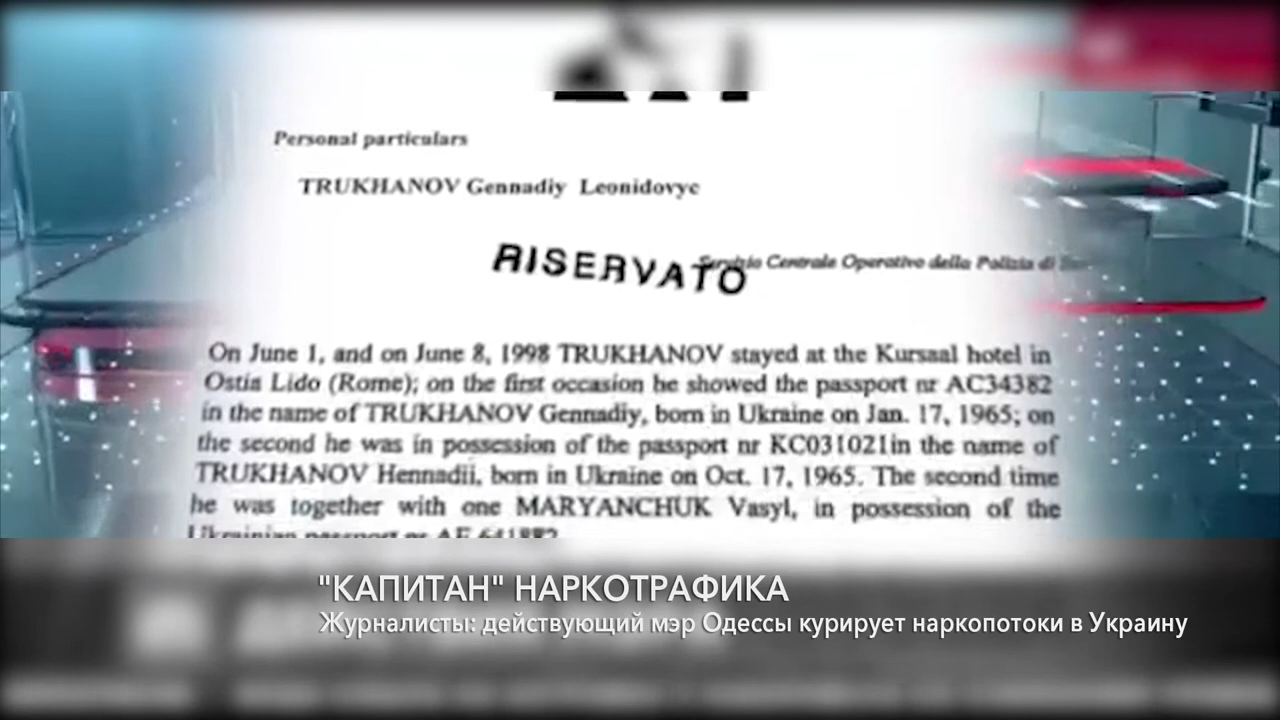 Personal particulars
TRUKHANOV Gennadiy Leonidovyc
RISERVATO
Servizio Centrale Operativo della Polizia di
On June 1, and on June 8, 1998 TRUKHANOV stayed at the Kursaal hotel in
Ostia Lido (Rome); on the first occasion he showed the passport nr AC34382
in the name of TRUKHANOV Gennadiy, born in Ukraine on Jan. 17, 1965; on
the second he was in possession of the passport nr KC031021in the name of
TRUKHANOV Hennadii, born in Ukraine on Oct. 17, 1965. The second time
he was together with one MARYANCHUK Vasyl, in possession of the
Ukrainian passport nr AE 641882
"КАПИТАН" НАРКОТРАФИКА
Журналисты: действующий мэр Одессы курирует наркопотоки в Украину